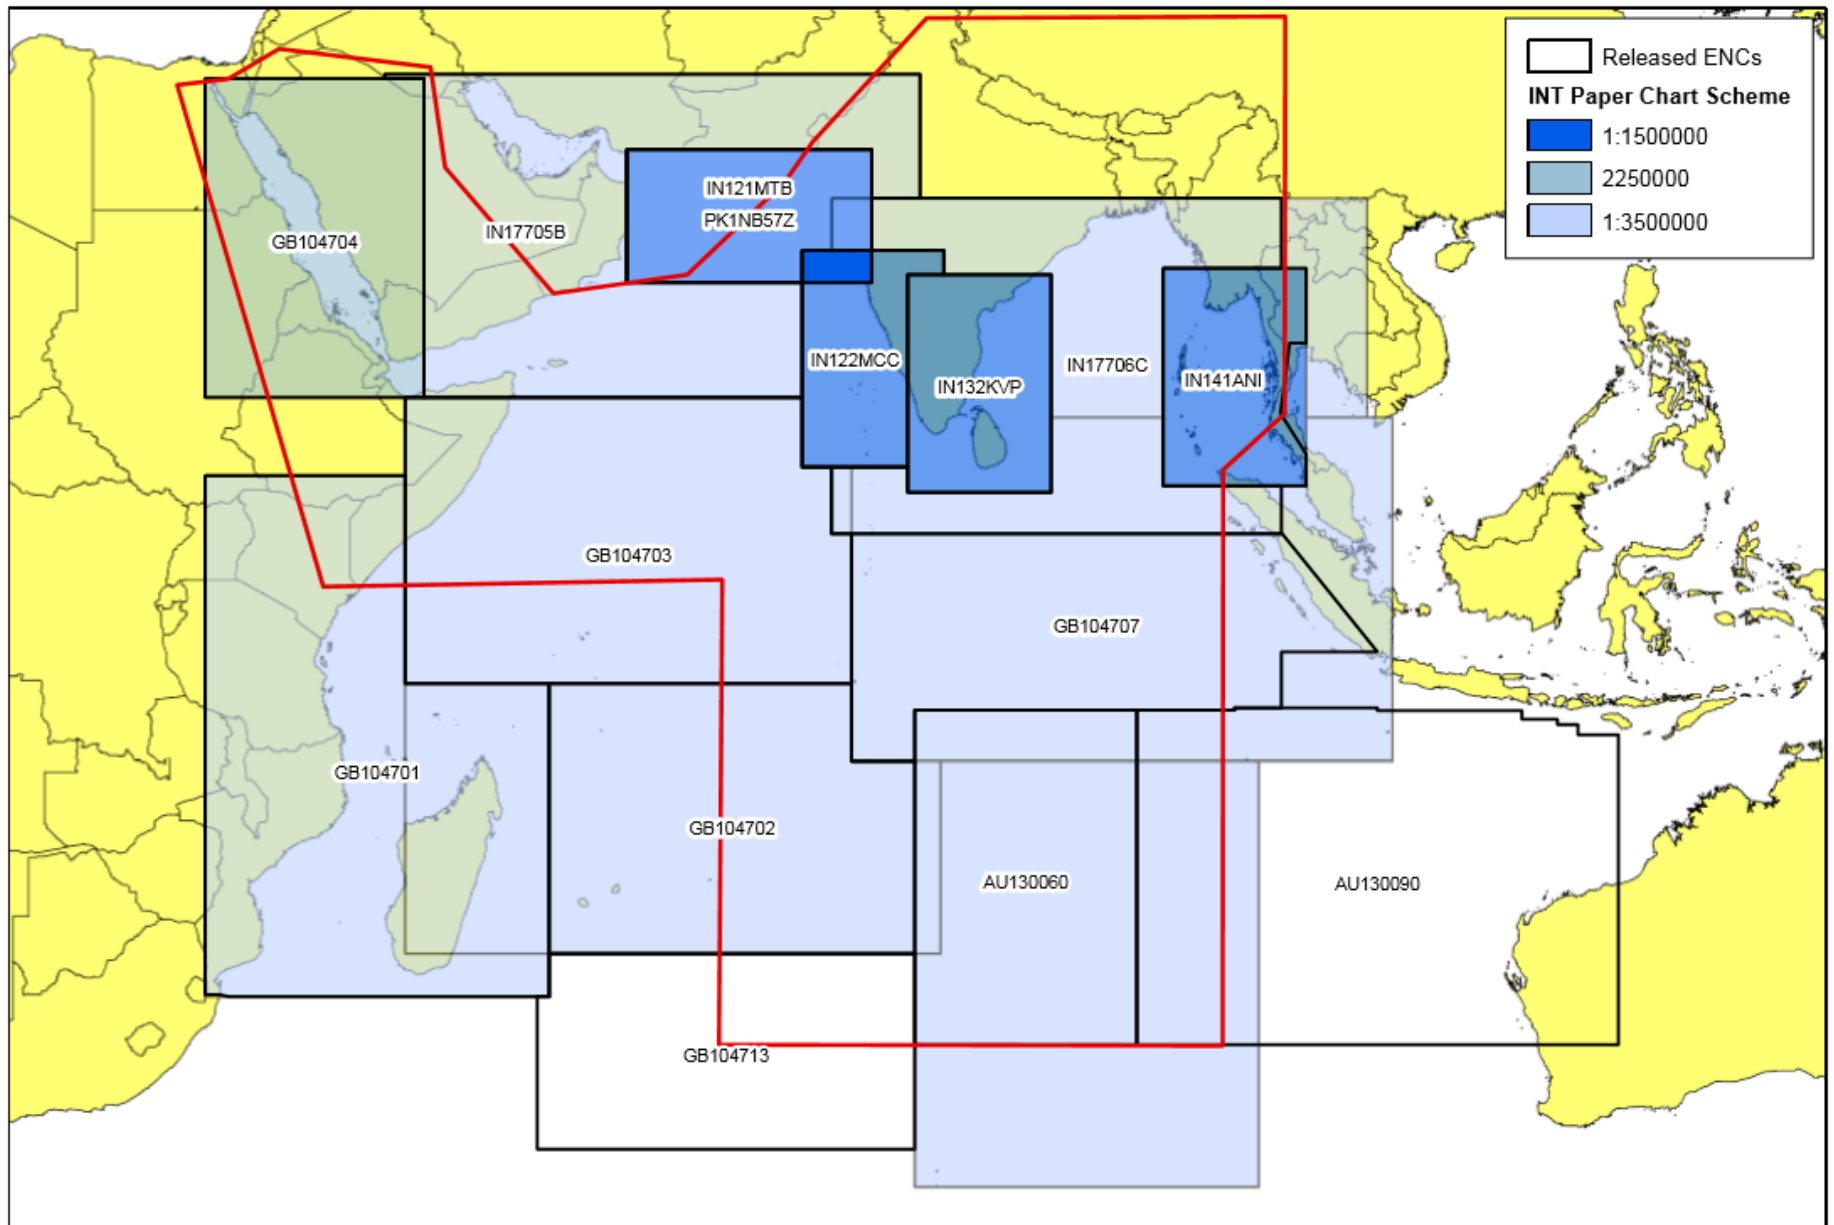 Released ENCs
INT Paper Chart Scheme
1:1500000
2250000
1:3500000
IN121MTB
PK1NB57Z
IN17705B
GB104704
IN122MCC
IN132KVP
IN17706C
IN141ANI
GB104703
GB104707
GB104701
GB104702
AU130060
AU130090
GB104713